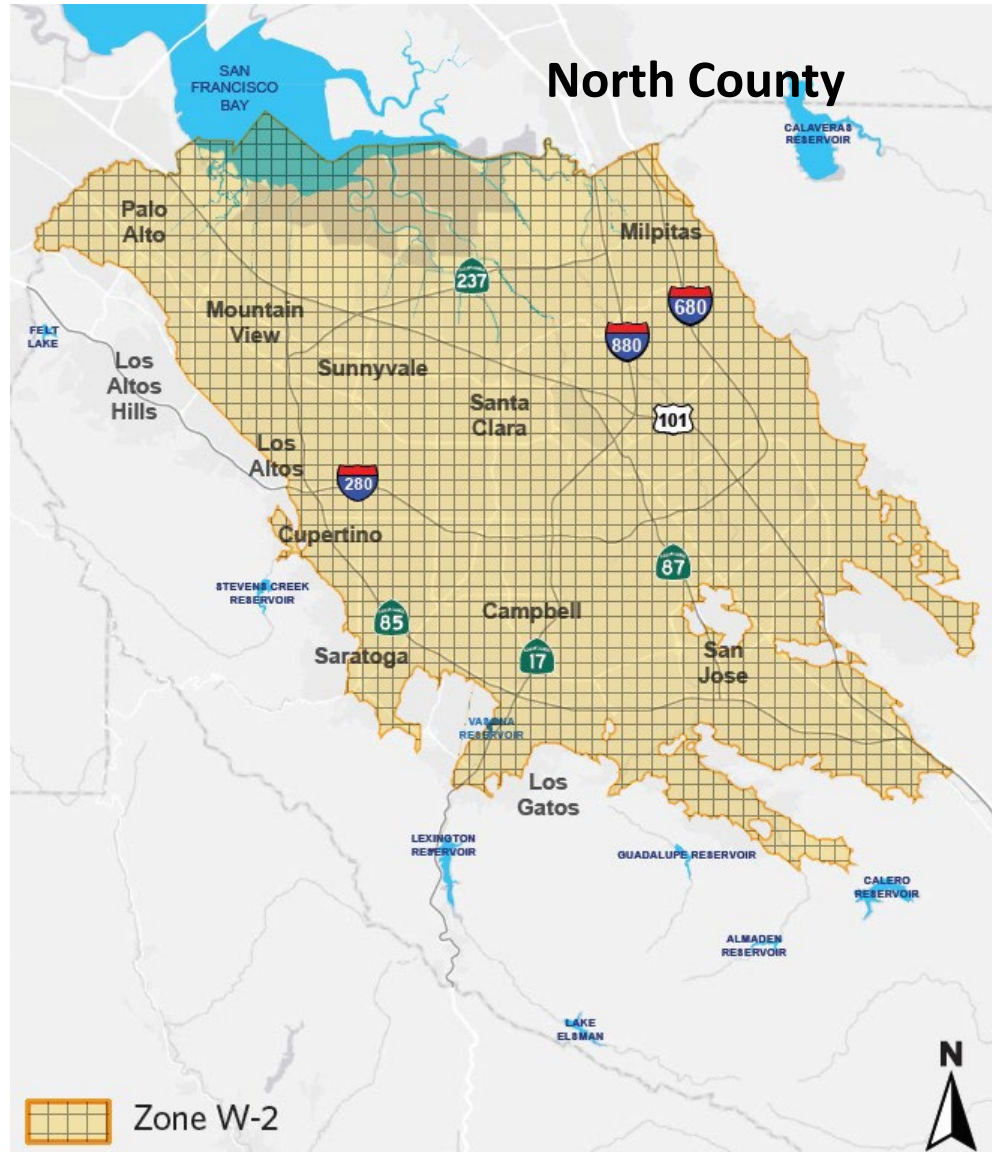 SAN
FRANCISCO
BAY
North County
CALAVERAS
RESERVOIR
Palo
Alto
Milpitas
237
680
Mountain
View
880
FELT
LAKE
Los
Altos
Hills
Sunnyvale
Santa
Clara
101
Los
Altos
280
Cupertino
87
STEVENS CREEK
RESERVOIR
85
Campbell
Saratoga
17
San
Jose
VASONA
RESERVOIR
Los
Gatos
LEXINGTON
RESERVOIR
GUADALUPE RESERVOIR
CALERO
RESERVOIR
ALMADEN
RESERVOIR
LAKE
ELSMAN
N
Zone W-2